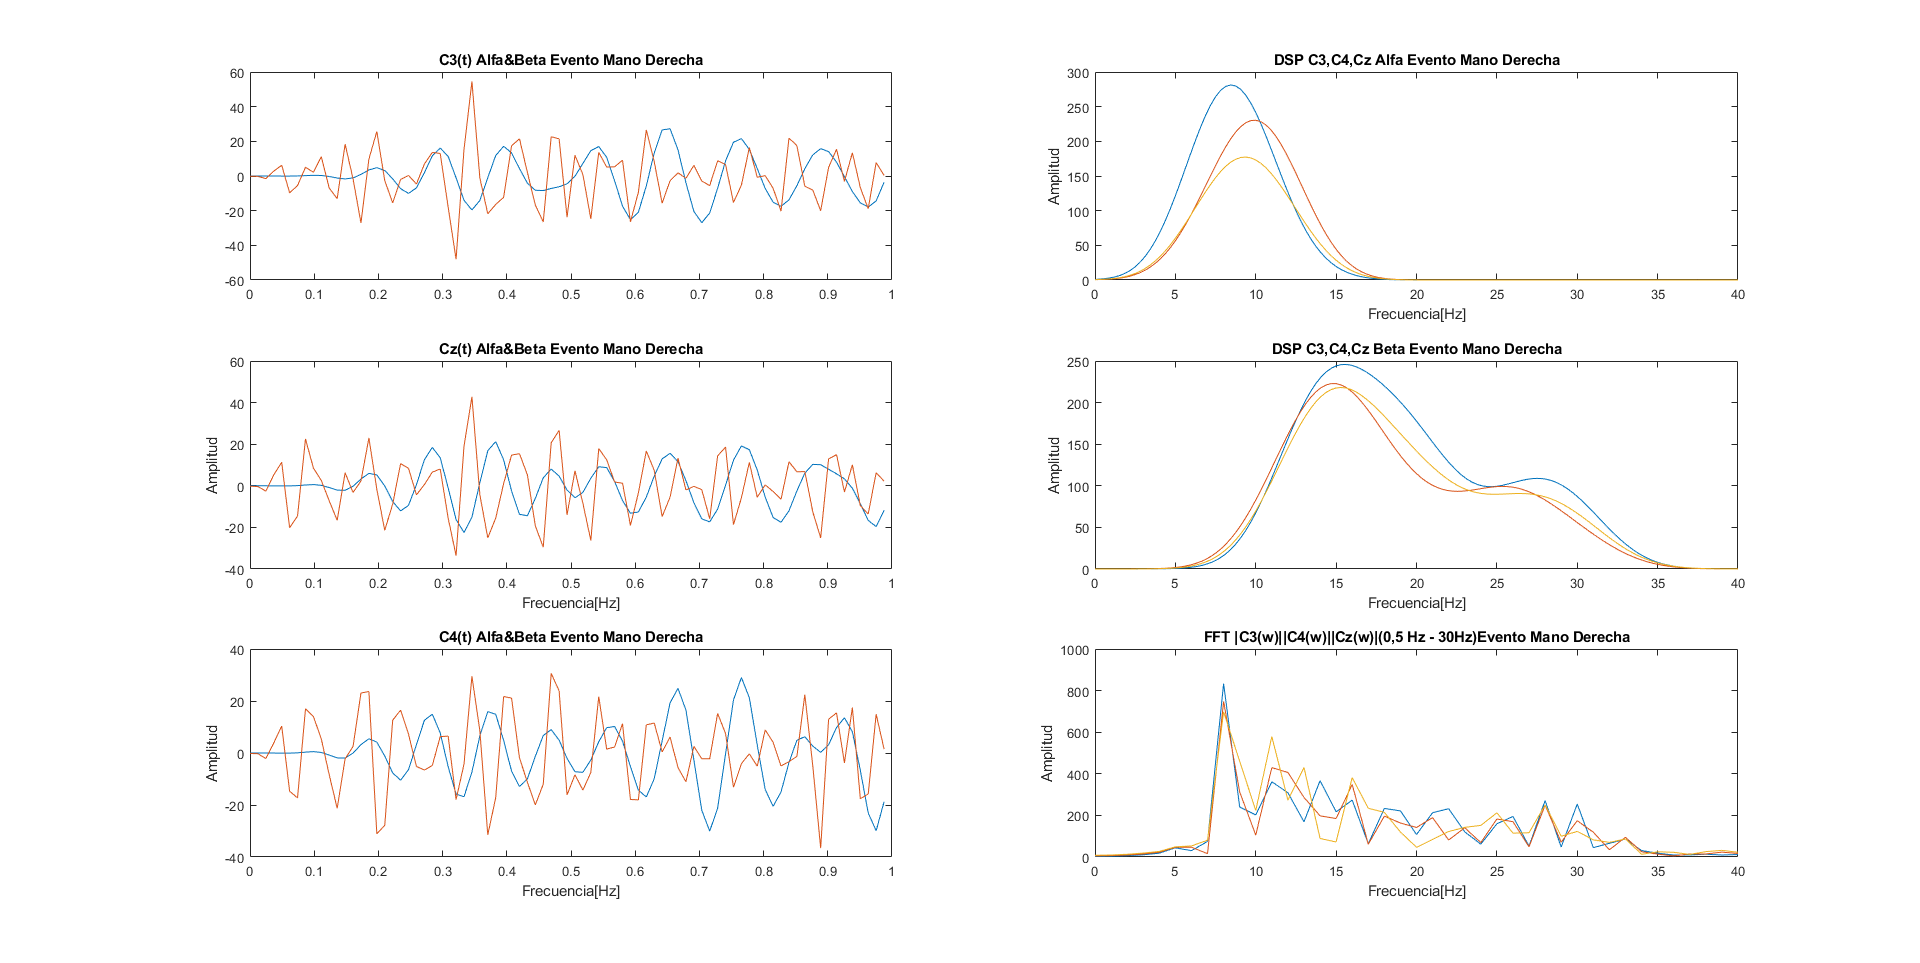 C3(t) Alfa&Beta Evento Mano Derecha
60
40
20
0
-20
-40
-60
0 0.1 0.2 0.3 0.4 0.5 0.6 0.7 0.8 0.9 1
DSP C3,C4,Cz Alfa Evento Mano Derecha
Amplitud
300
250
200
150
100
50
0
0 5 10 15 20 25 30 35 40
Frecuencia[Hz]
Cz(t) Alfa&Beta Evento Mano Derecha
Amplitud
60
40
20
0
-20
-40
0 0.1 0.2 0.3 0.4 0.5 0.6 0.7 0.8 0.9 1
Frecuencia[Hz]
DSP C3,C4,Cz Beta Evento Mano Derecha
Amplitud
250
200
150
100
50
0
0 5 10 15 20 25 30 35 40
Frecuencia[Hz]
C4(t) Alfa&Beta Evento Mano Derecha
Amplitud
40
20
0
-20
-40
0 0.1 0.2 0.3 0.4 0.5 0.6 0.7 0.8 0.9 1
Frecuencia[Hz]
FFT |C3(w)||C4(w)||Cz(w)|(0,5 Hz - 30Hz)Evento Mano Derecha
Amplitud
1000
800
600
400
200
0
0 5 10 15 20 25 30 35 40
Frecuencia[Hz]